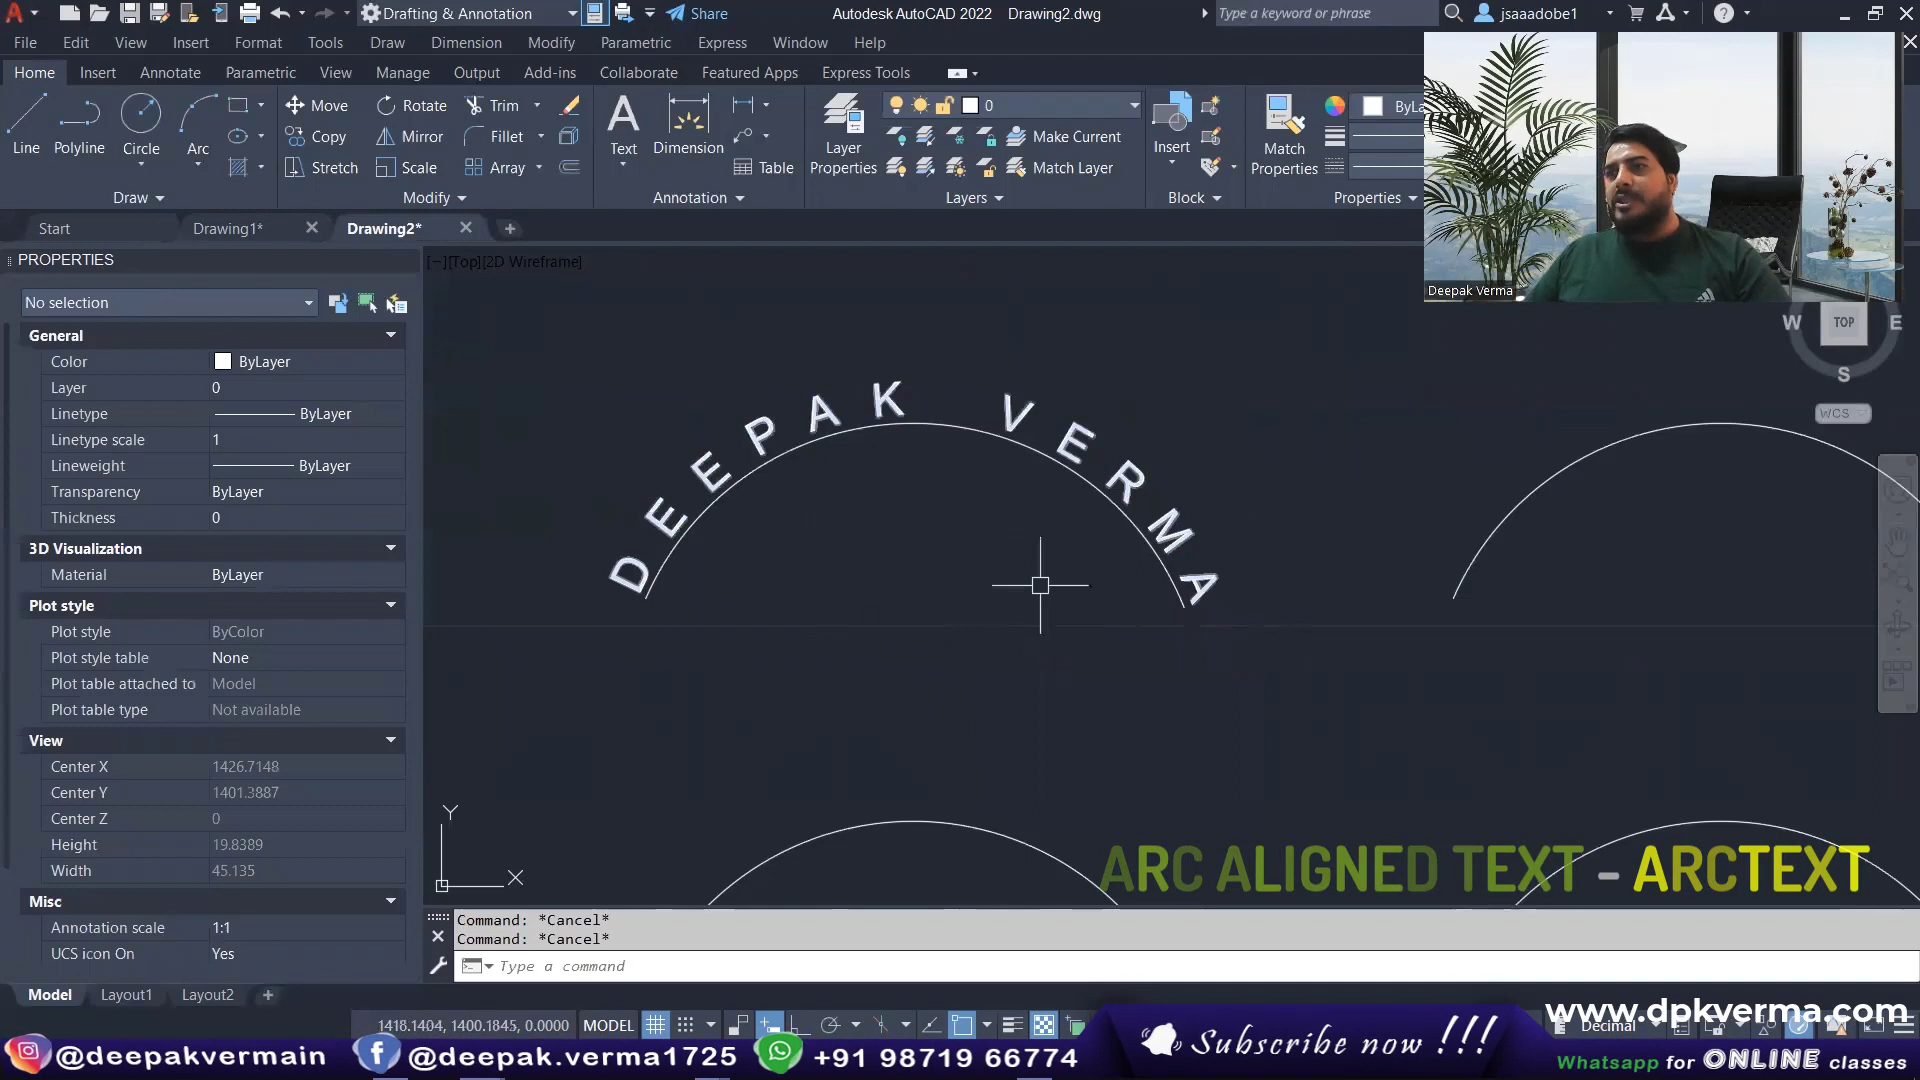 Drafting & Annotation
Share
Autodesk AutoCAD 2022 Drawing2.dwg
Type a keyword or phrase
jsaaadobe1
File Edit View Insert Format Tools Draw Dimension Modify Parametric Express Window Help
Home Insert Annotate Parametric View Manage Output Add-ins Collaborate Featured Apps Express Tools
Line Polyline Circle Arc
Move Rotate Trim
Copy Mirror Fillet
Stretch Scale Array
Text Dimension Table
Layer Properties
0
Make Current
Match Layer
Insert
Match Properties
Draw Modify Annotation Layers Block Properties
Deepak Verma
Start Drawing1* Drawing2*
PROPERTIES
[−][Top][2D Wireframe]
No selection
W TOP E
S
WCS
General
Color ByLayer
Layer 0
Linetype ByLayer
Linetype scale 1
Lineweight ByLayer
Transparency ByLayer
Thickness 0
3D Visualization
Material ByLayer
Plot style
Plot style ByColor
Plot style table None
Plot table attached to Model
Plot table type Not available
View
Center X 1426.7148
Center Y 1401.3887
Center Z 0
Height 19.8389
Width 45.135
Misc
Annotation scale 1:1
UCS icon On Yes
DEEPAK VERMA
Y
X
ARC ALIGNED TEXT - ARCTEXT
Command: *Cancel*
Command: *Cancel*
Type a command
Model Layout1 Layout2
1418.1404, 1400.1845, 0.0000 MODEL
Decimal
www.dpkverma.com
@deepakvermain
@deepak.verma1725
+91 98719 66774
Subscribe now !!!
Whatsapp for ONLINE classes